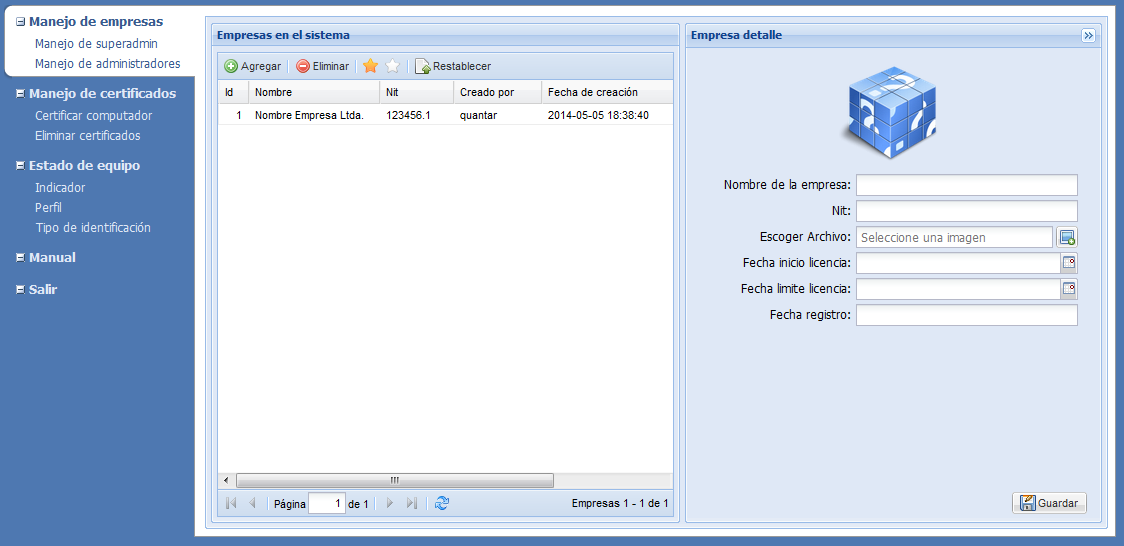 Manejo de empresas
Manejo de superadmin
Manejo de administradores
Manejo de certificados
Certificar computador
Eliminar certificados
Estado de equipo
Indicador
Perfil
Tipo de identificación
Manual
Salir
Empresas en el sistema
Agregar Eliminar Restablecer
Id Nombre Nit Creado por Fecha de creación
1 Nombre Empresa Ltda. 123456.1 quantar 2014-05-05 18:38:40
Página 1 de 1 Empresas 1 - 1 de 1
Empresa detalle
Nombre de la empresa:
Nit:
Escoger Archivo: Seleccione una imagen
Fecha inicio licencia:
Fecha limite licencia:
Fecha registro:
Guardar